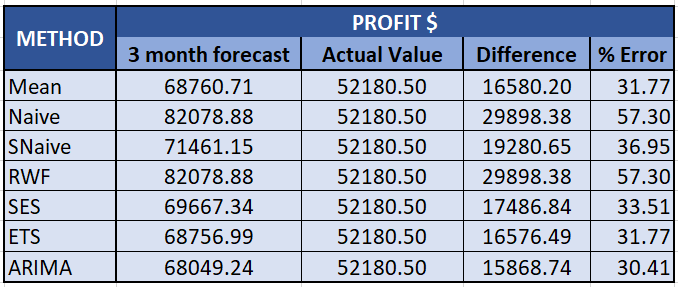 METHOD PROFIT $
3 month forecast Actual Value Difference % Error
Mean 68760.71 52180.50 16580.20 31.77
Naive 82078.88 52180.50 29898.38 57.30
SNaive 71461.15 52180.50 19280.65 36.95
RWF 82078.88 52180.50 29898.38 57.30
SES 69667.34 52180.50 17486.84 33.51
ETS 68756.99 52180.50 16576.49 31.77
ARIMA 68049.24 52180.50 15868.74 30.41